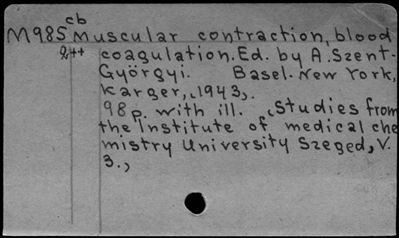 cb
M985 Muscular contraction, blood
2++ coagulation. Ed. by A. Szent-
Györgyi. Basel. New York,
Karger, 1943.
98 p. with ill. (Studies from
the Institute of medical che
mistry University Szeged, V.
3.)